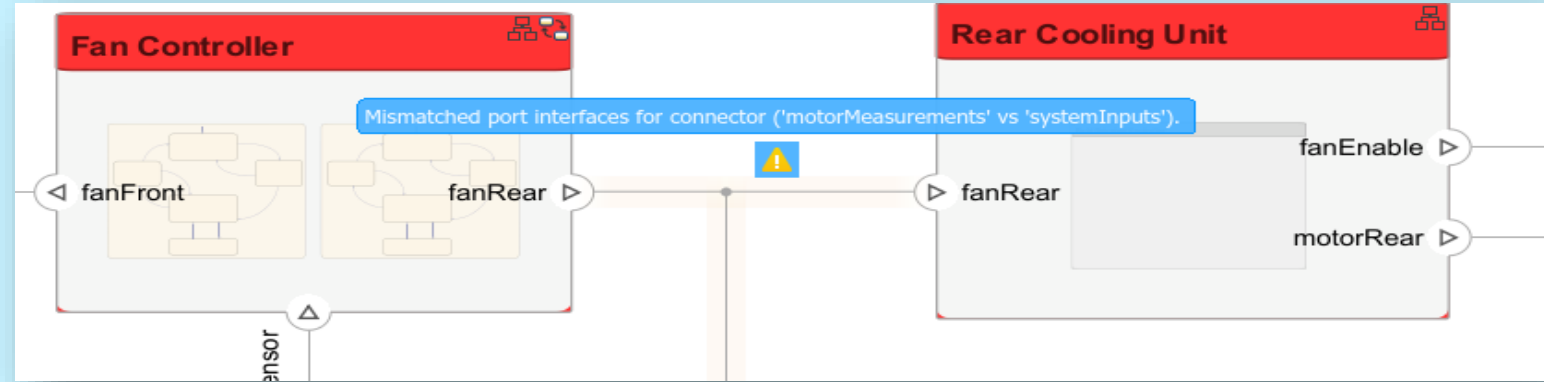 Fan Controller
Rear Cooling Unit
Mismatched port interfaces for connector ('motorMeasurements' vs 'systemInputs').
fanEnable
fanFront
fanRear
fanRear
motorRear